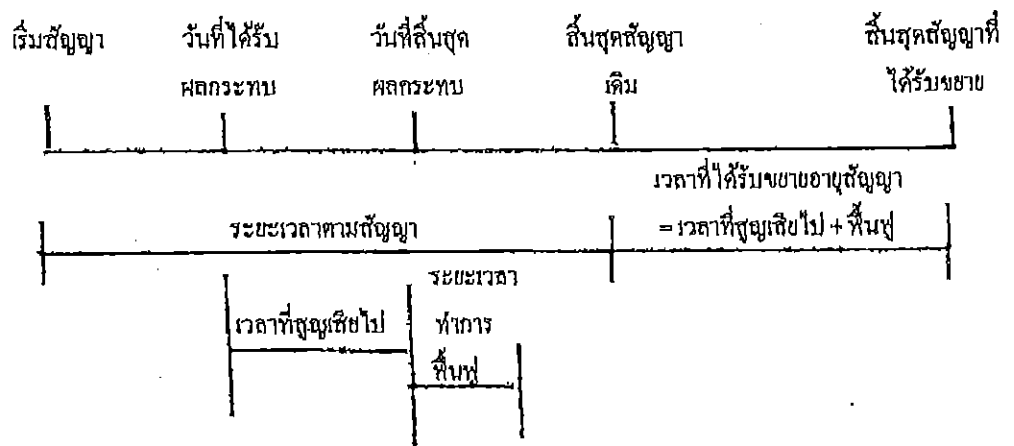 เริ่มสัญญา วันที่ได้รับ วันที่สิ้นสุด สิ้นสุดสัญญา สิ้นสุดสัญญาที่
ผลกระทบ ผลกระทบ เดิม ได้รับขยาย
เวลาที่ได้รับขยายอายุสัญญา
ระยะเวลาตามสัญญา = เวลาที่สูญเสียไป + ฟื้นฟู
ระยะเวลา
เวลาที่สูญเสียไป ทำการ
ฟื้นฟู